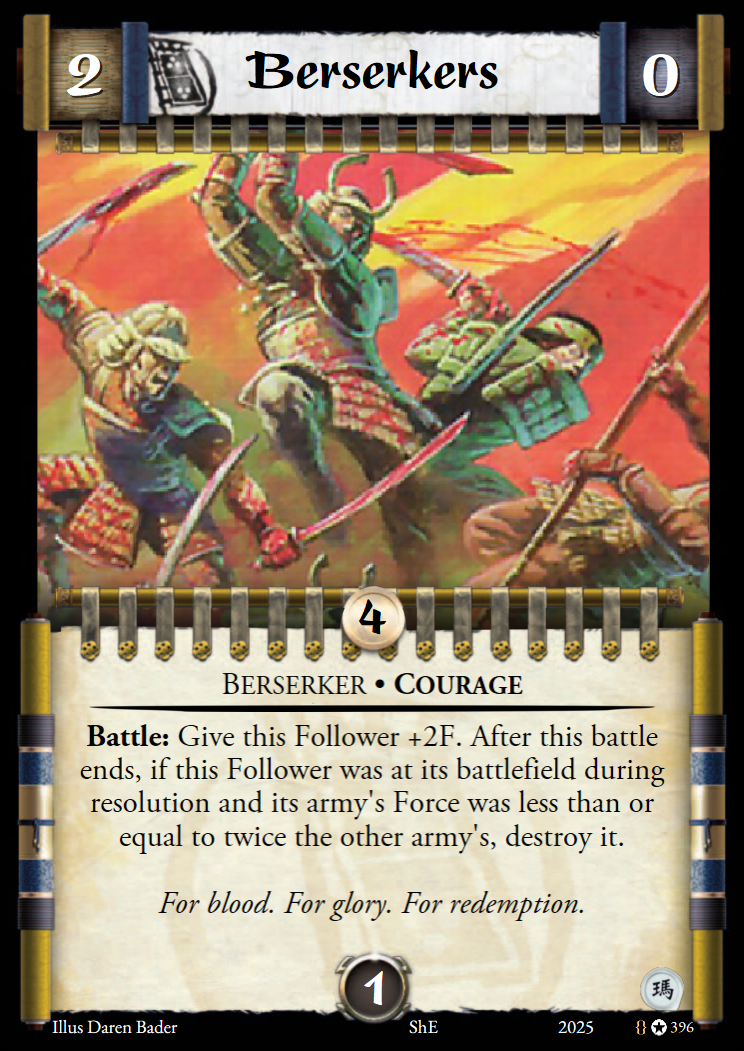 2 Berserkers 0
4
BERSERKER • COURAGE
Battle: Give this Follower +2F. After this battle
ends, if this Follower was at its battlefield during
resolution and its army's Force was less than or
equal to twice the other army's, destroy it.
For blood. For glory. For redemption.
1
瑪
Illus Daren Bader ShE 2025 {} ✪ 396